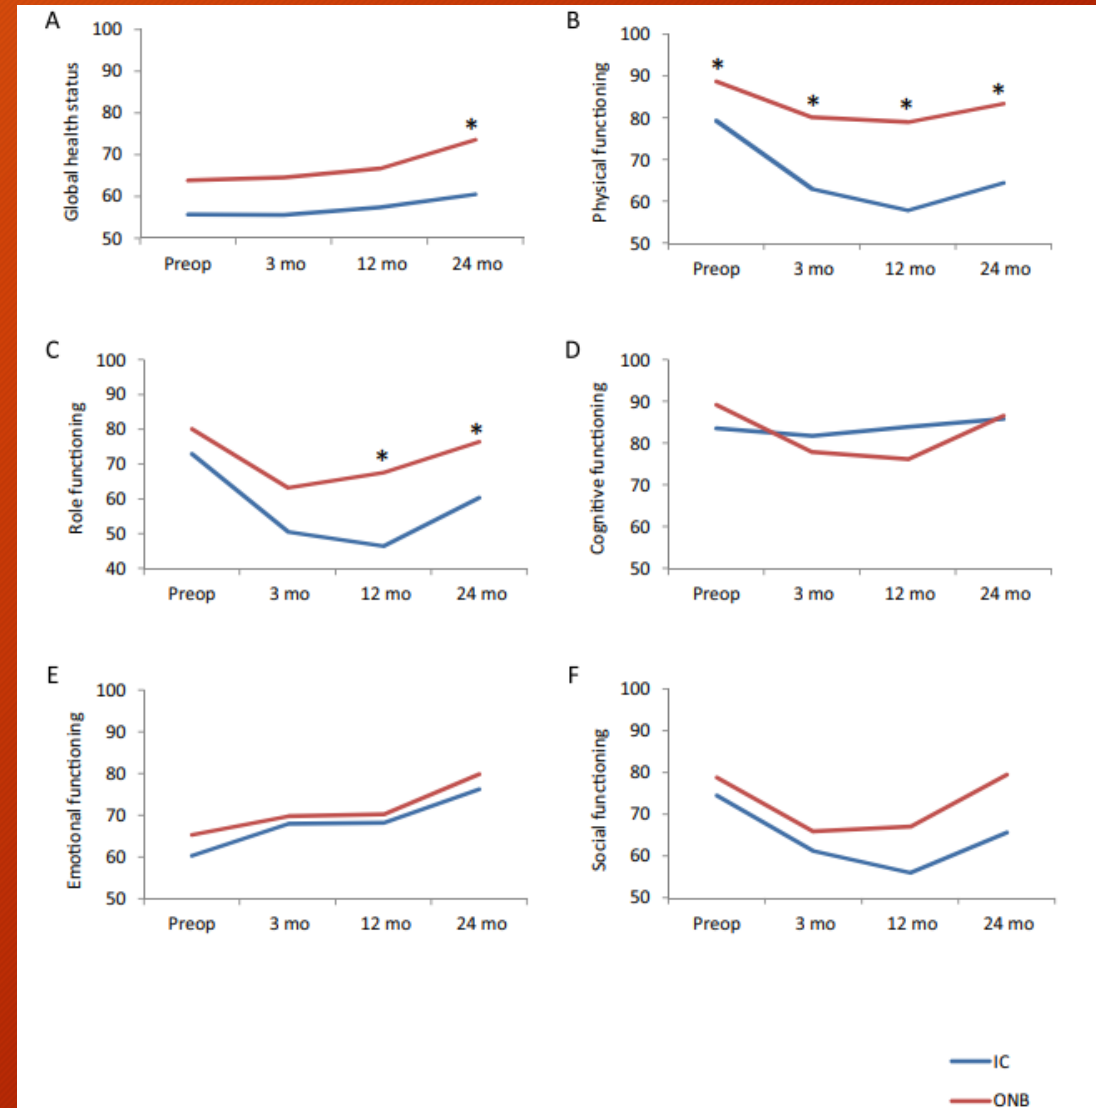 A
Global health status
100
90
80
70
60
50
*
Preop 3 mo 12 mo 24 mo
B
Physical functioning
100
90
80
70
60
50
* * * *
Preop 3 mo 12 mo 24 mo
C
Role functioning
100
90
80
70
60
50
40
* *
Preop 3 mo 12 mo 24 mo
D
Cognitive functioning
100
90
80
70
60
50
Preop 3 mo 12 mo 24 mo
E
Emotional functioning
100
90
80
70
60
50
Preop 3 mo 12 mo 24 mo
F
Social functioning
100
90
80
70
60
50
Preop 3 mo 12 mo 24 mo
IC
ONB